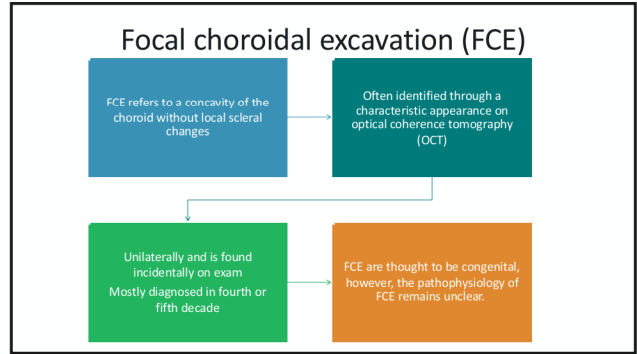 Focal choroidal excavation (FCE)
FCE refers to a concavity of the
choroid without local scleral
changes
Often identified through a
characteristic appearance on
optical coherence tomography
(OCT)
Unilaterally and is found
incidentally on exam
Mostly diagnosed in fourth or
fifth decade
FCE are thought to be congenital,
however, the pathophysiology of
FCE remains unclear.